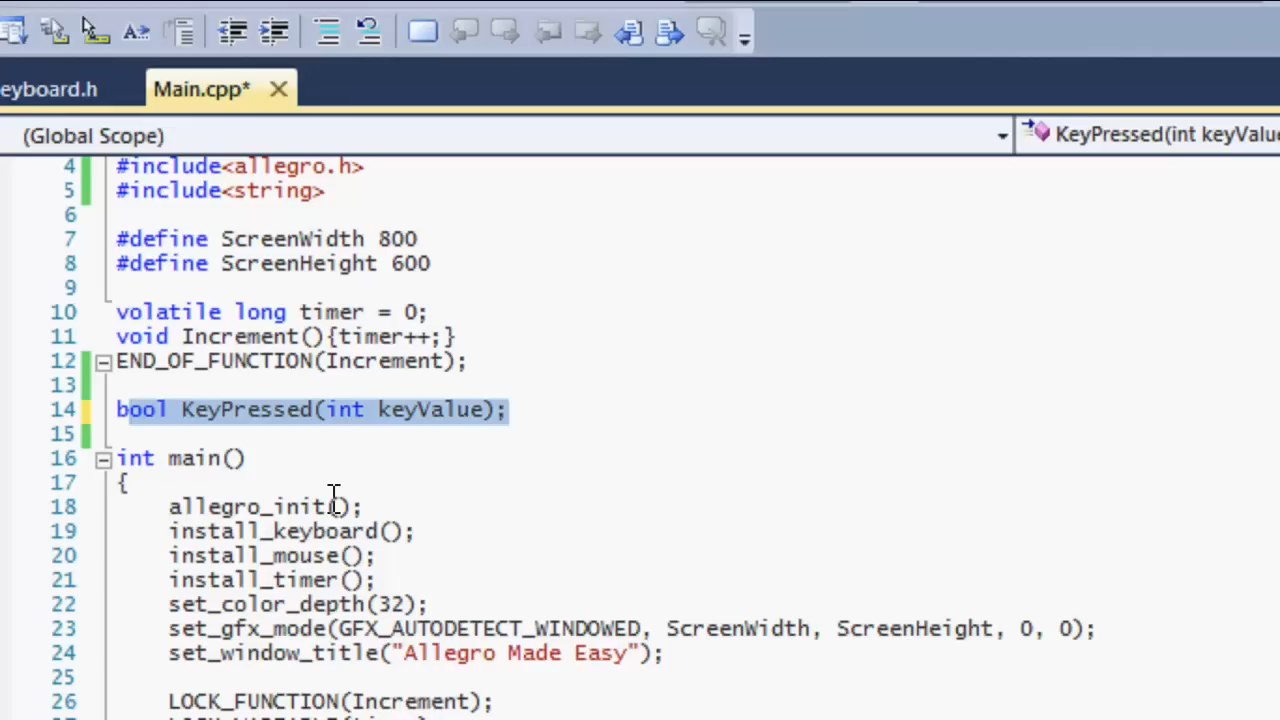 eyboard.h Main.cpp*
(Global Scope) KeyPressed(int keyValue
4 #include<allegro.h>
5 #include<string>
6
7 #define ScreenWidth 800
8 #define ScreenHeight 600
9
10 volatile long timer = 0;
11 void Increment(){timer++;}
12 END_OF_FUNCTION(Increment);
13
14 bool KeyPressed(int keyValue);
15
16 int main()
17 {
18 allegro_init();
19 install_keyboard();
20 install_mouse();
21 install_timer();
22 set_color_depth(32);
23 set_gfx_mode(GFX_AUTODETECT_WINDOWED, ScreenWidth, ScreenHeight, 0, 0);
24 set_window_title("Allegro Made Easy");
25
26 LOCK_FUNCTION(Increment);